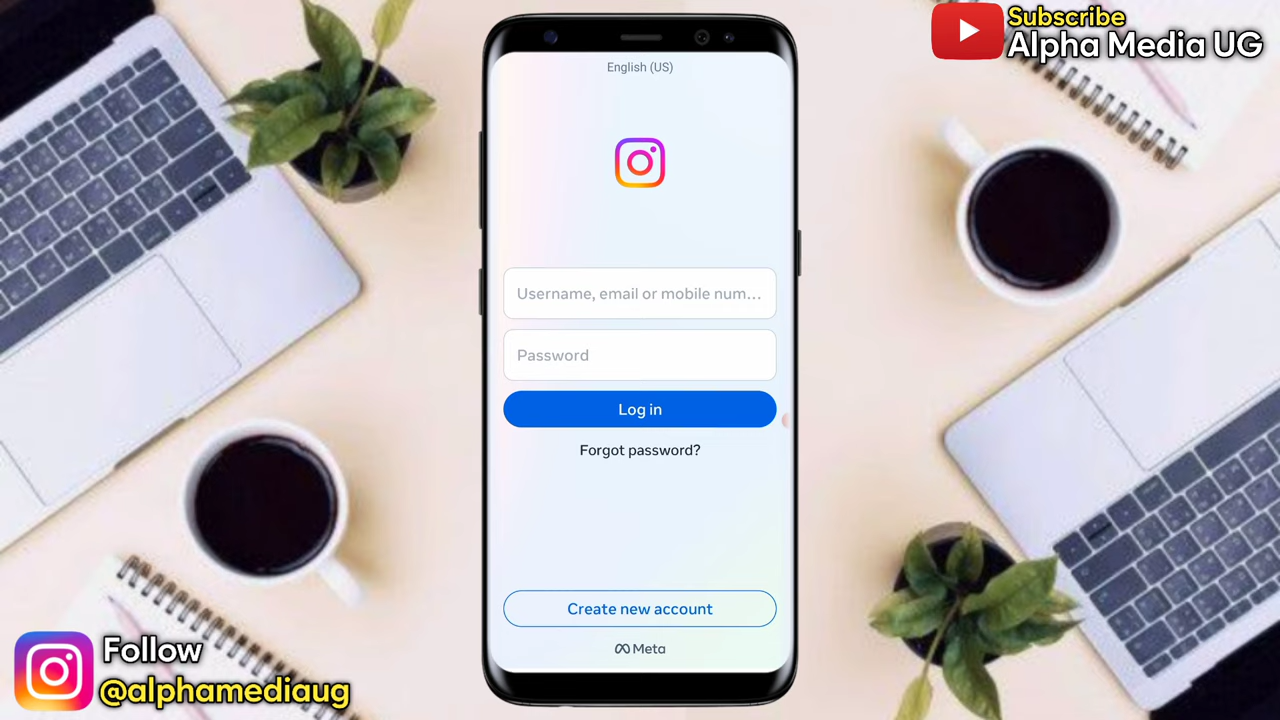 Subscribe
Alpha Media UG
English (US)
Username, email or mobile num...
Password
Log in
Forgot password?
Create new account
Meta
Follow
@alphamediaug